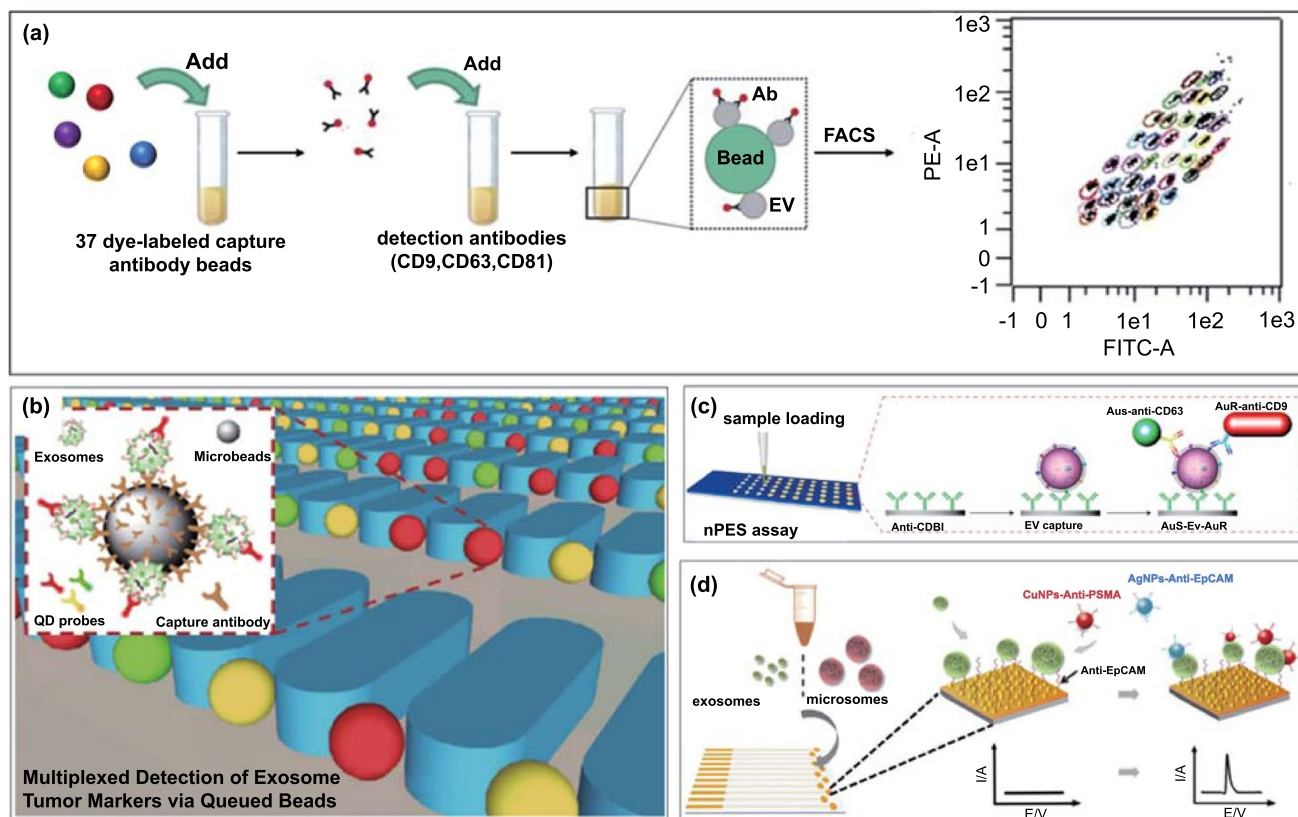 (a)
Add
Add
37 dye-labeled capture
antibody beads
detection antibodies
(CD9,CD63,CD81)
Ab
Bead
EV
FACS
PE-A
1e3
1e2
1e1
1
0
-1
-1 0 1 1e1 1e2 1e3
FITC-A
(b)
Exosomes
Microbeads
QD probes
Capture antibody
Multiplexed Detection of Exosome
Tumor Markers via Queued Beads
(c)
sample loading
nPES assay
Aus-anti-CD63
AuR-anti-CD9
Anti-CDBI
EV capture
AuS-Ev-AuR
(d)
exosomes
microsomes
CuNPs-Anti-PSMA
AgNPs-Anti-EpCAM
Anti-EpCAM
I/A
E/V
I/A
E/V